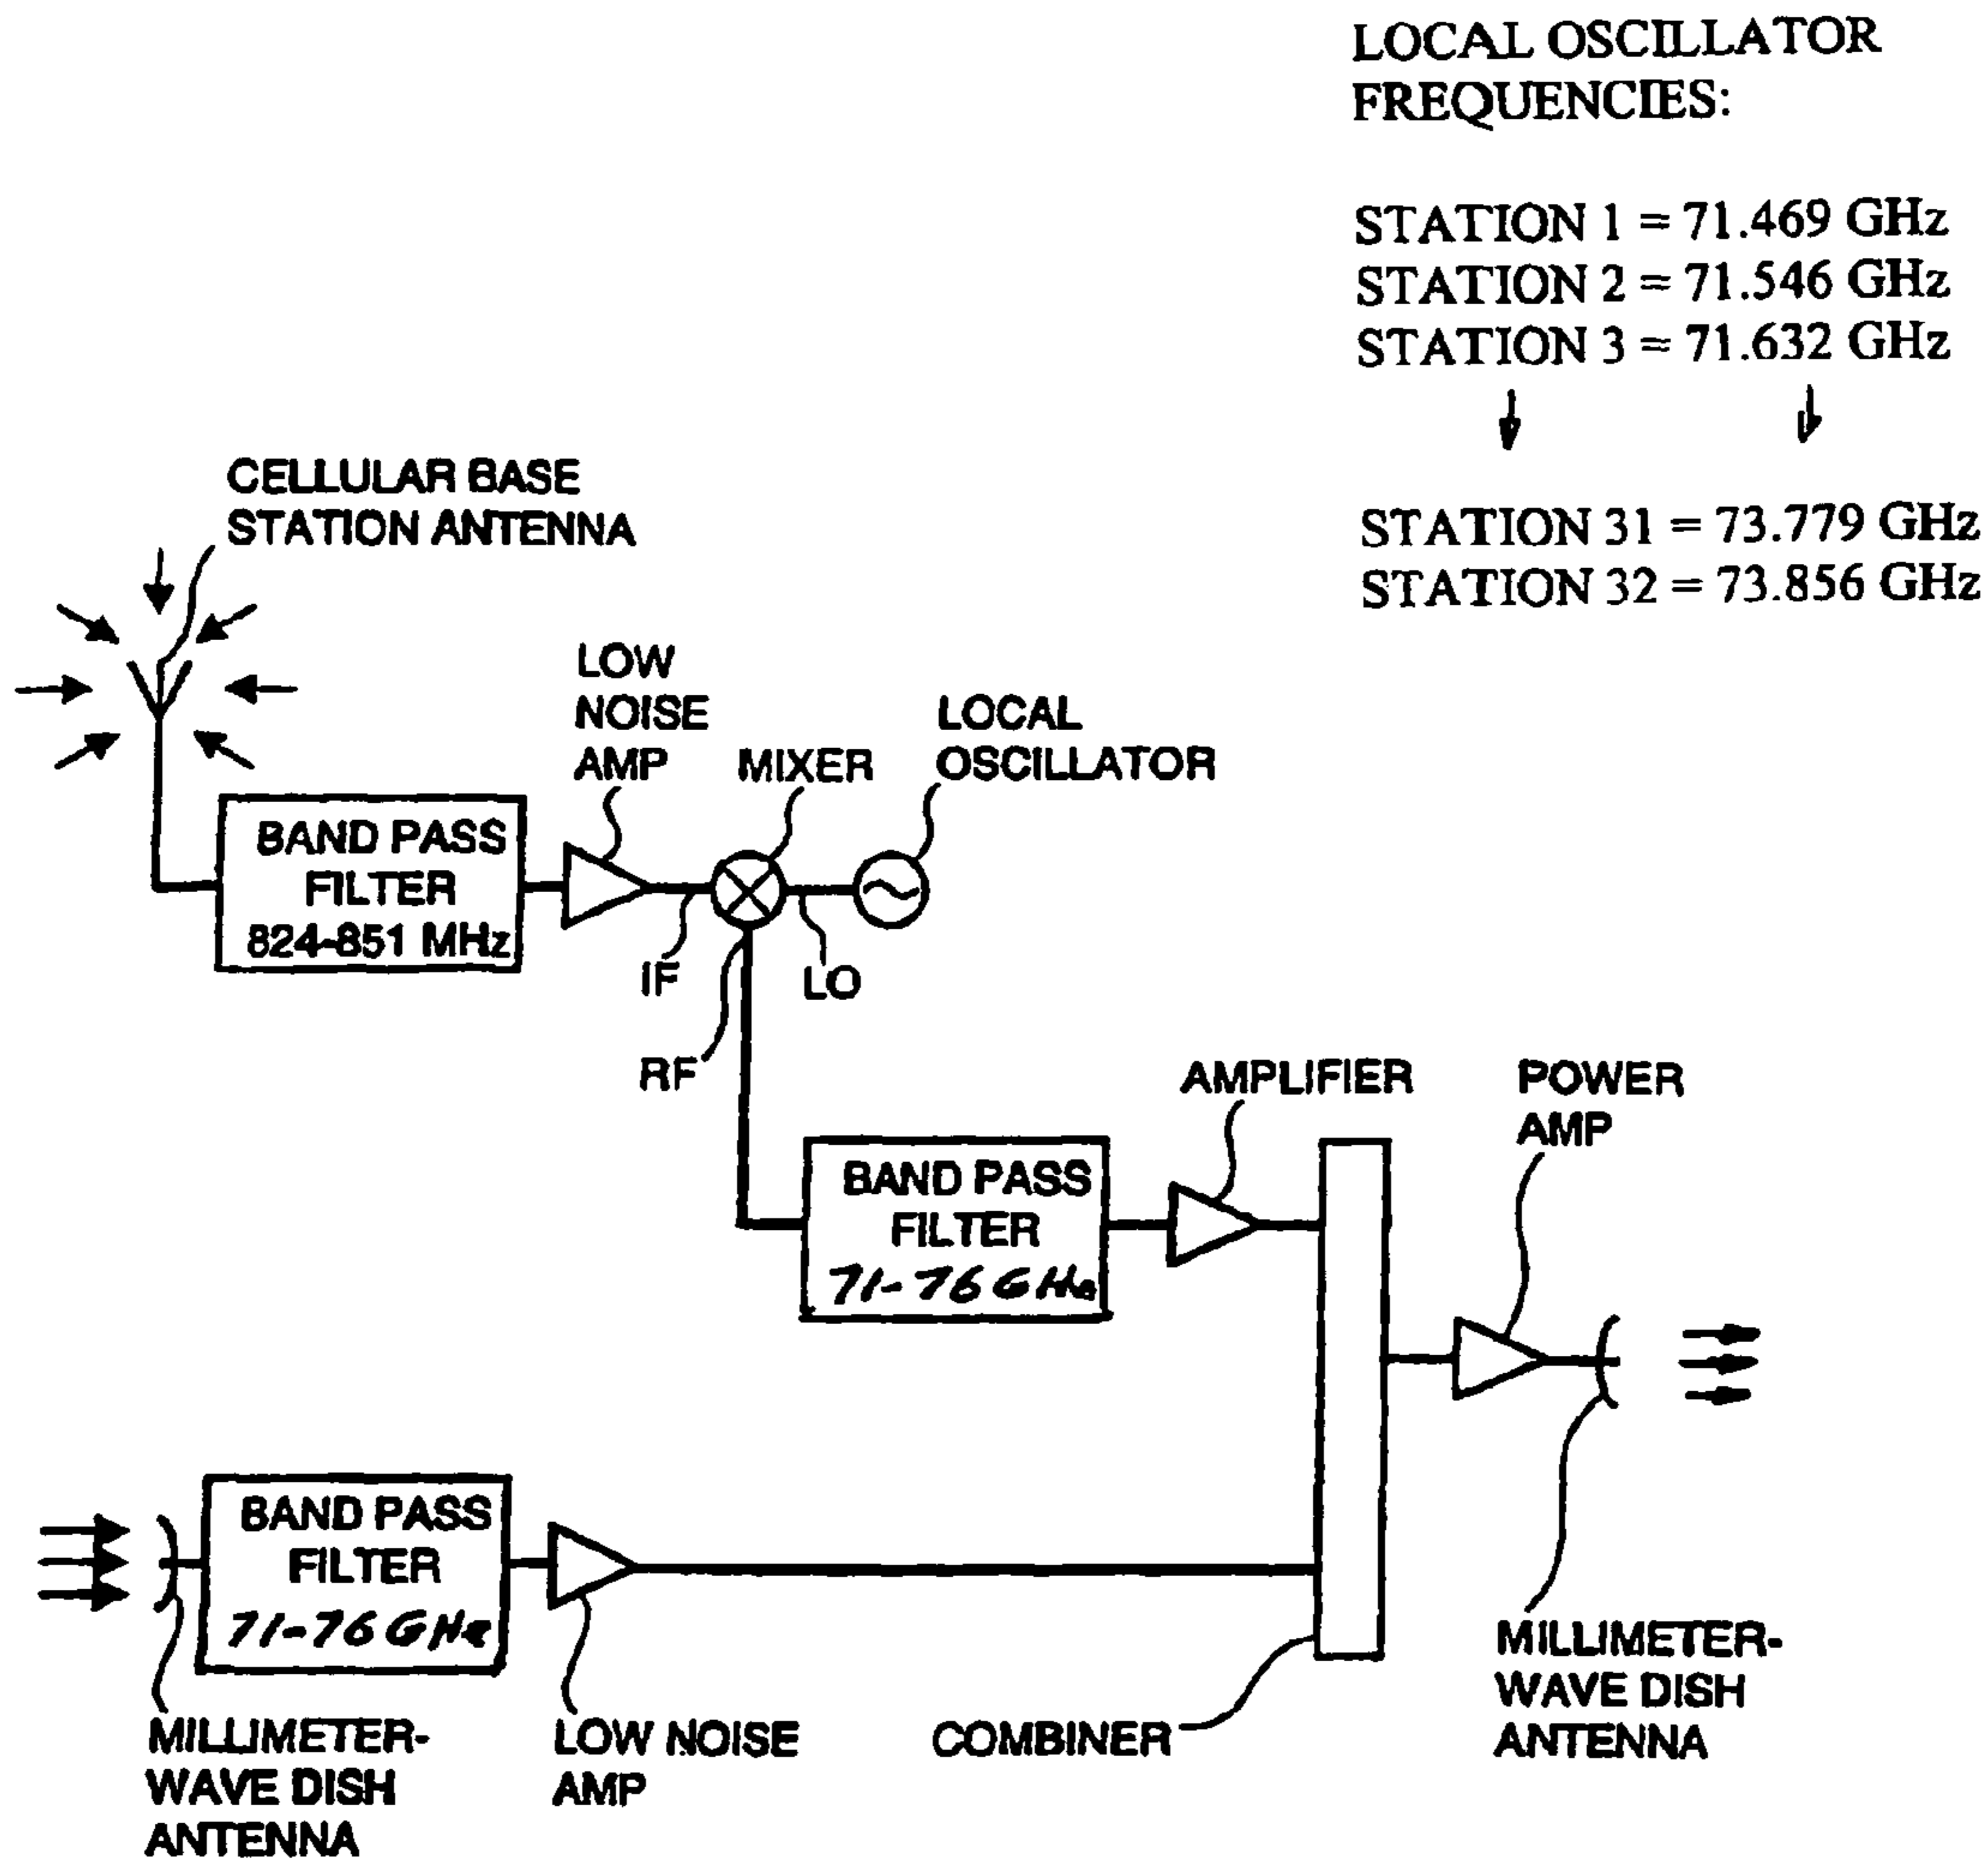 LOCAL OSCILLATOR
FREQUENCIES:
STATION 1 = 71.469 GHz
STATION 2 = 71.546 GHz
STATION 3 = 71.632 GHz
STATION 31 = 73.779 GHz
STATION 32 = 73.856 GHz
CELLULAR BASE
STATION ANTENNA
LOW
NOISE
AMP
MIXER
LOCAL
OSCILLATOR
BAND PASS
FILTER
824-851 MHz
IF
LO
RF
AMPLIFIER
POWER
AMP
BAND PASS
FILTER
71-76 GHz
BAND PASS
FILTER
71-76 GHz
MILLIMETER-
WAVE DISH
ANTENNA
LOW NOISE
AMP
COMBINER
MILLIMETER-
WAVE DISH
ANTENNA